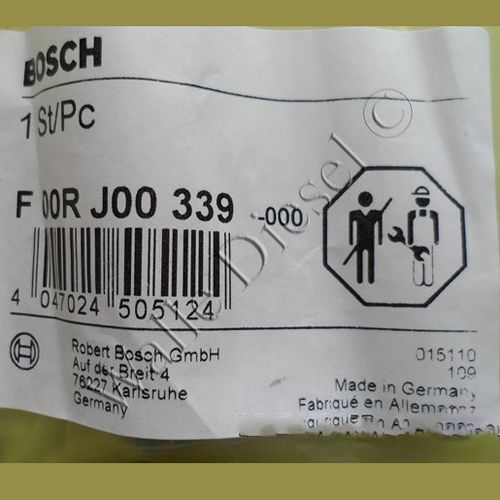 BOSCH
1 St/Pc
F 00R J00 339 -000
4 047024 505124
Robert Bosch GmbH
Auf der Breit 4
76227 Karlsruhe
Germany
015110
109
Made in Germany
Fabriqué en Allemagne
Walle Diesel ©